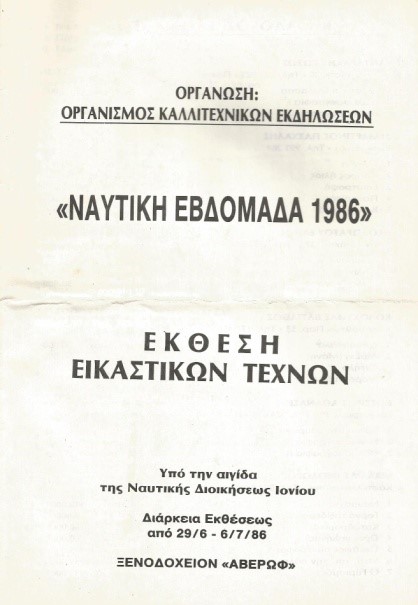 ΟΡΓΑΝΩΣΗ:
ΟΡΓΑΝΙΣΜΟΣ ΚΑΛΛΙΤΕΧΝΙΚΩΝ ΕΚΔΗΛΩΣΕΩΝ
«ΝΑΥΤΙΚΗ ΕΒΔΟΜΑΔΑ 1986»
ΕΚΘΕΣΗ
ΕΙΚΑΣΤΙΚΩΝ ΤΕΧΝΩΝ
Υπό την αιγίδα
της Ναυτικής Διοικήσεως Ιονίου
Διάρκεια Εκθέσεως
από 29/6 - 6/7/86
ΞΕΝΟΔΟΧΕΙΟΝ «ΑΒΕΡΩΦ»